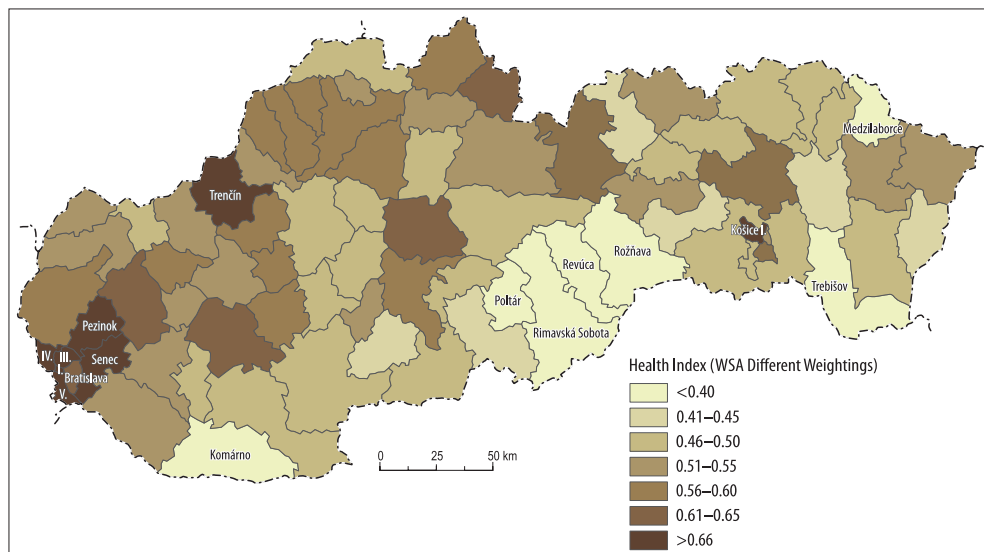 Medzilaborce
Trenčín
Košice I.
Rožňava
Revúca
Trebišov
Poltár
Rimavská Sobota
Pezinok
IV. III. Senec
I.
Bratislava
V.
Komárno
0 25 50 km
Health Index (WSA Different Weightings)
<0.40
0.41–0.45
0.46–0.50
0.51–0.55
0.56–0.60
0.61–0.65
>0.66